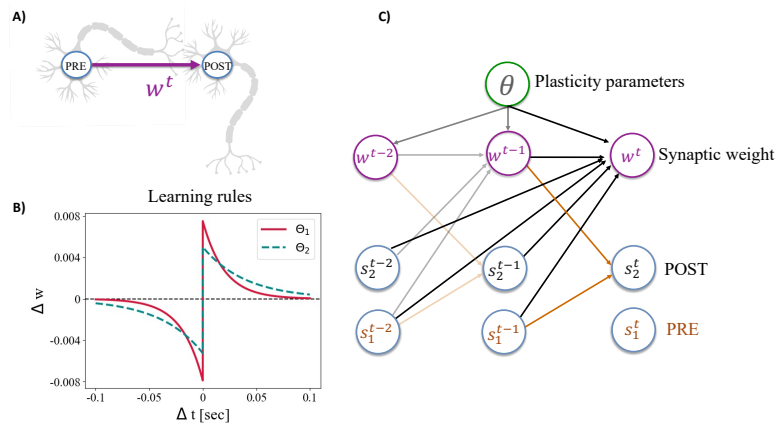 A)
PRE
POST
w^t
Learning rules
B)
0.008
0.004
0
-0.004
-0.008
Δ w
Θ₁
Θ₂
-0.1
-0.05
0
0.05
0.1
Δ t [sec]
C)
θ
Plasticity parameters
w^{t-2}
w^{t-1}
w^t
Synaptic weight
s_2^{t-2}
s_2^{t-1}
s_2^t
POST
s_1^{t-2}
s_1^{t-1}
s_1^t
PRE